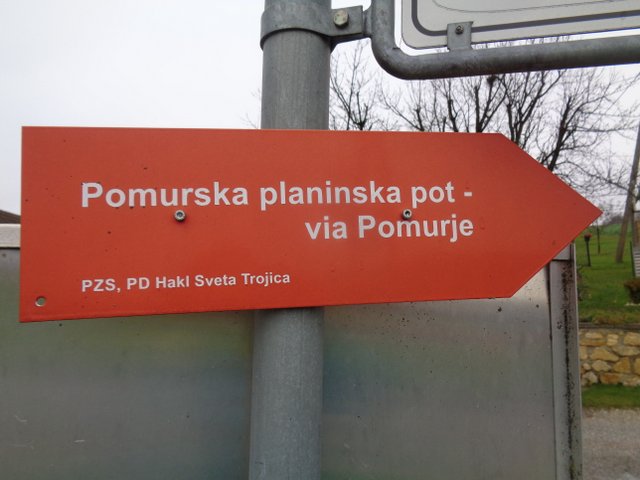 Pomurska planinska pot -
via Pomurje
PZS, PD Hakl Sveta Trojica